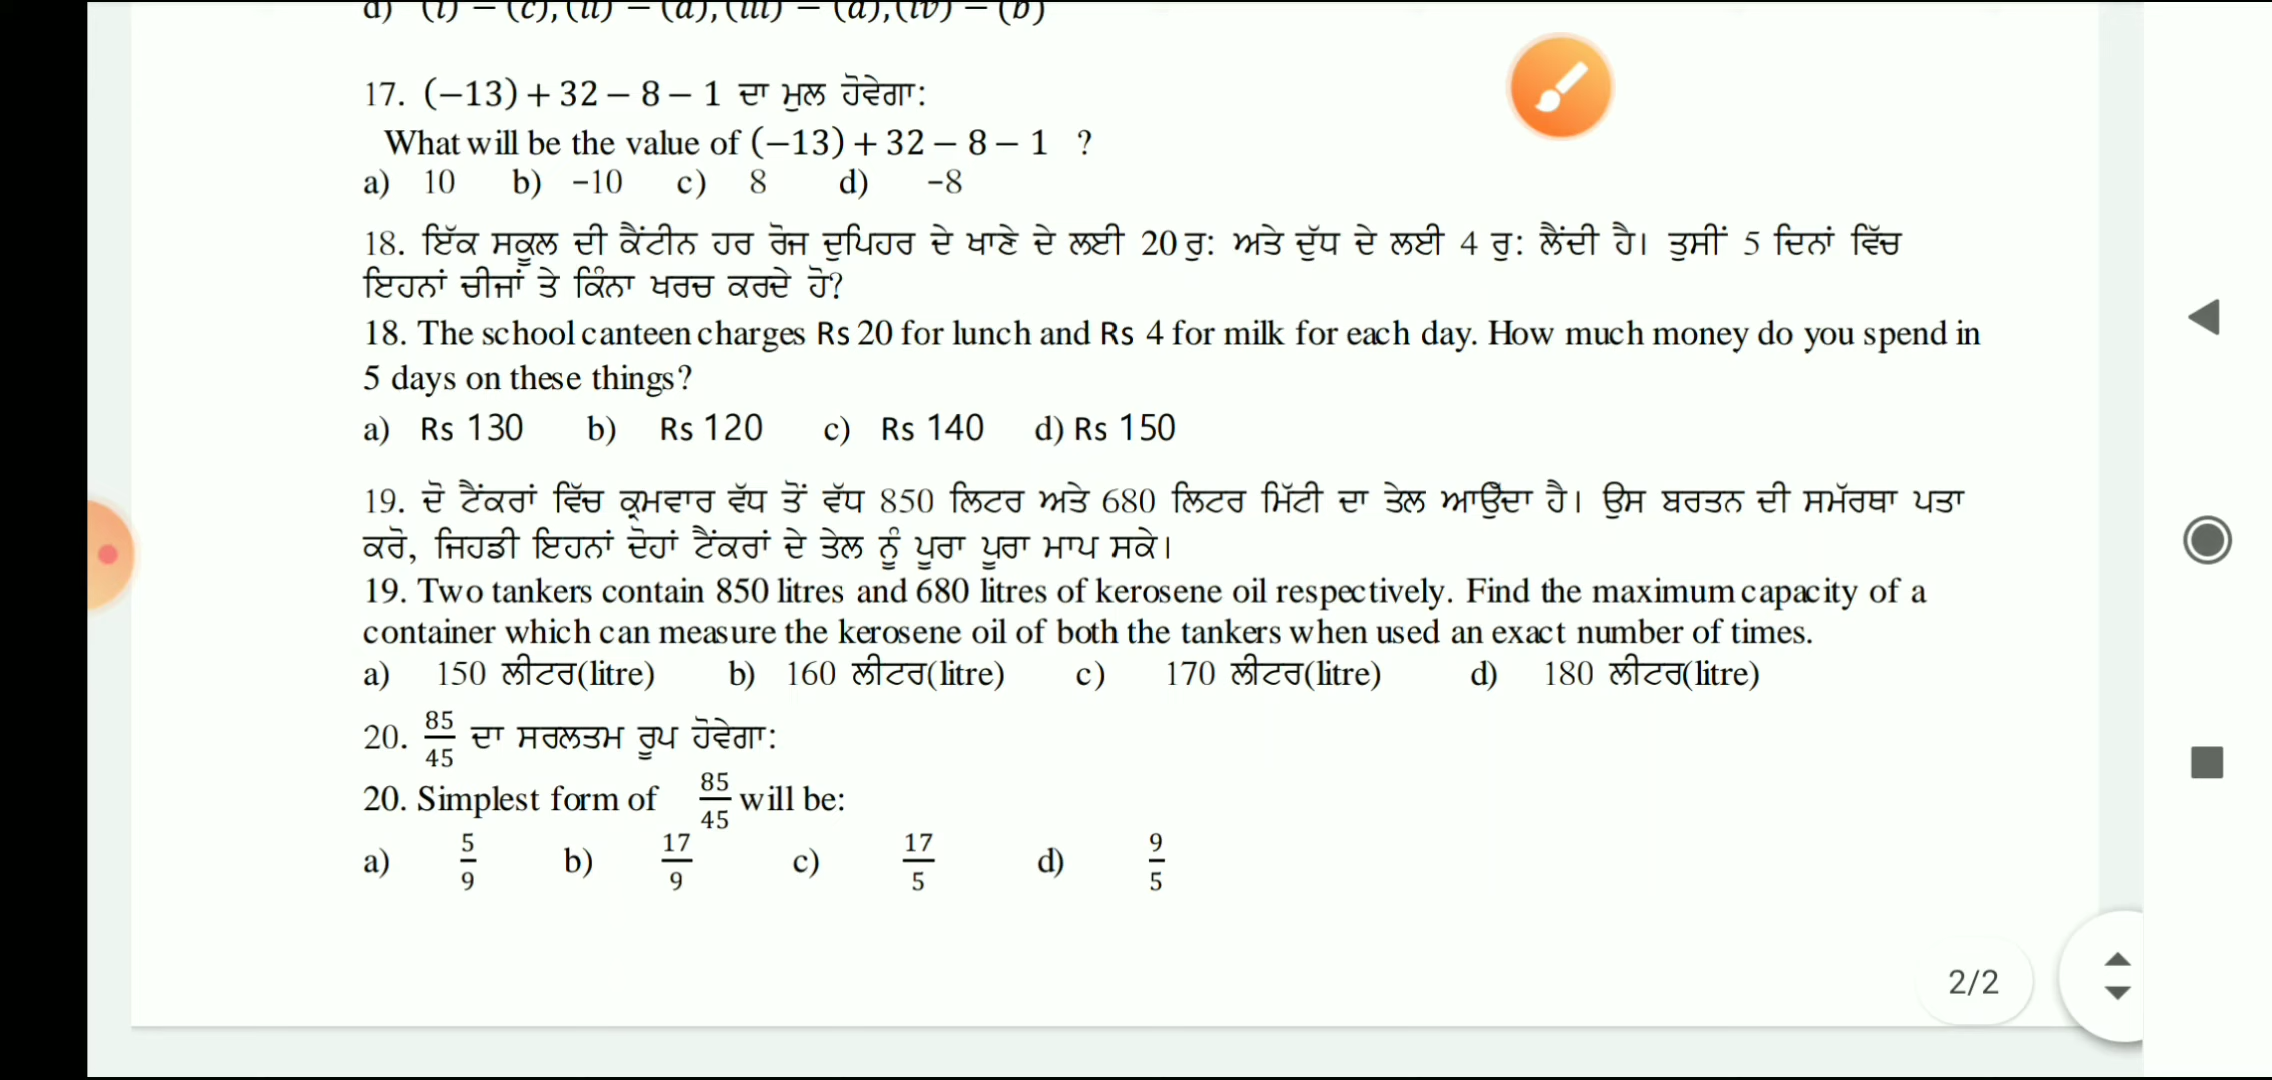 d) (i) − (c), (ii) − (d), (iii) − (a), (iv) − (b)
17. (−13) + 32 − 8 − 1 ਦਾ ਮੁਲ ਹੋਵੇਗਾ:
What will be the value of (−13) + 32 − 8 − 1 ?
a) 10 b) −10 c) 8 d) −8
18. ਇੱਕ ਸਕੂਲ ਦੀ ਕੈਂਟੀਨ ਹਰ ਰੋਜ ਦੁਪਿਹਰ ਦੇ ਖਾਣੇ ਦੇ ਲਈ 20 ਰੁ: ਅਤੇ ਦੁੱਧ ਦੇ ਲਈ 4 ਰੁ: ਲੈਂਦੀ ਹੈ। ਤੁਸੀਂ 5 ਦਿਨਾਂ ਵਿੱਚ
ਇਹਨਾਂ ਚੀਜਾਂ ਤੇ ਕਿੰਨਾ ਖਰਚ ਕਰਦੇ ਹੋ?
18. The school canteen charges Rs 20 for lunch and Rs 4 for milk for each day. How much money do you spend in
5 days on these things?
a) Rs 130 b) Rs 120 c) Rs 140 d) Rs 150
19. ਦੋ ਟੈਂਕਰਾਂ ਵਿੱਚ ਕ੍ਰਮਵਾਰ ਵੱਧ ਤੋਂ ਵੱਧ 850 ਲਿਟਰ ਅਤੇ 680 ਲਿਟਰ ਮਿੱਟੀ ਦਾ ਤੇਲ ਆਉਂਦਾ ਹੈ। ਉਸ ਬਰਤਨ ਦੀ ਸਮੱਰਥਾ ਪਤਾ
ਕਰੋ, ਜਿਹਡੀ ਇਹਨਾਂ ਦੋਹਾਂ ਟੈਂਕਰਾਂ ਦੇ ਤੇਲ ਨੂੰ ਪੂਰਾ ਪੂਰਾ ਮਾਪ ਸਕੇ।
19. Two tankers contain 850 litres and 680 litres of kerosene oil respectively. Find the maximum capacity of a
container which can measure the kerosene oil of both the tankers when used an exact number of times.
a) 150 ਲੀਟਰ(litre) b) 160 ਲੀਟਰ(litre) c) 170 ਲੀਟਰ(litre) d) 180 ਲੀਟਰ(litre)
20. 85/45 ਦਾ ਸਰਲਤਮ ਰੂਪ ਹੋਵੇਗਾ:
20. Simplest form of 85/45 will be:
a) 5/9 b) 17/9 c) 17/5 d) 9/5
2/2